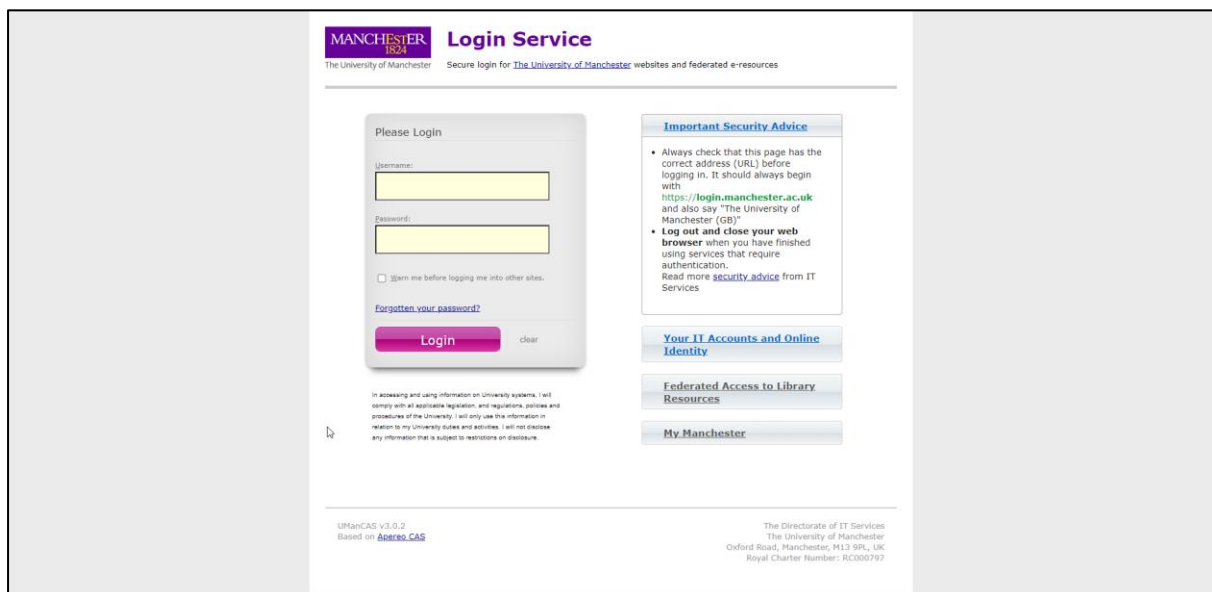 MANCHESTER
1824
The University of Manchester
Login Service
Secure login for The University of Manchester websites and federated e-resources
Please Login
Username:
Password:
Warn me before logging me into other sites.
Forgotten your password?
Login
clear
In accessing and using information on University systems, I will
comply with all applicable legislation, and regulations, policies and
procedures of the University. I will only use this information in
relation to my University duties and activities. I will not disclose
any information that is subject to restrictions on disclosure.
Important Security Advice
• Always check that this page has the
correct address (URL) before
logging in. It should always begin
with
https://login.manchester.ac.uk
and also say "The University of
Manchester (GB)"
• Log out and close your web
browser when you have finished
using services that require
authentication.
Read more security advice from IT
Services
Your IT Accounts and Online
Identity
Federated Access to Library
Resources
My Manchester
UManCAS v3.0.2
Based on Apereo CAS
The Directorate of IT Services
The University of Manchester
Oxford Road, Manchester, M13 9PL, UK
Royal Charter Number: RC000797